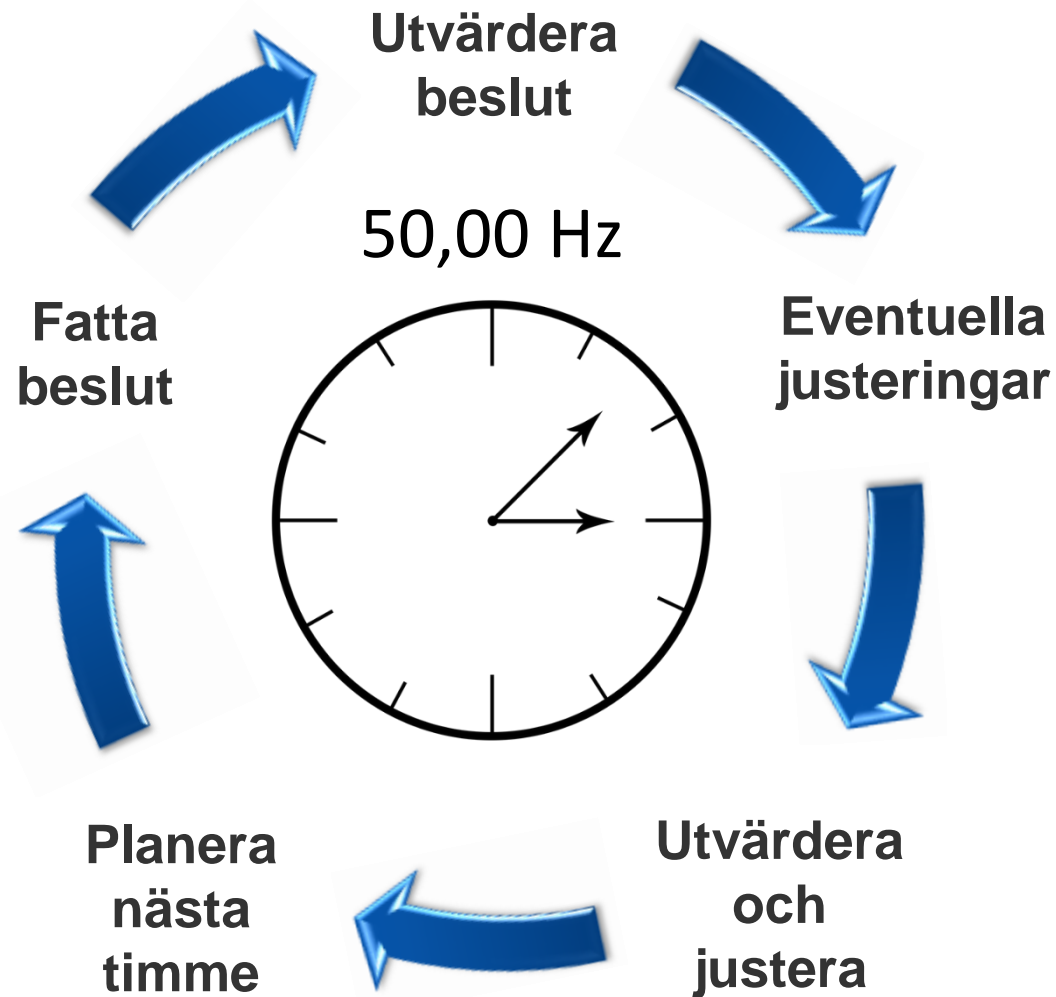 Utvärdera
beslut
50,00 Hz
Fatta
beslut
Eventuella
justeringar
Planera
nästa
timme
Utvärdera
och
justera